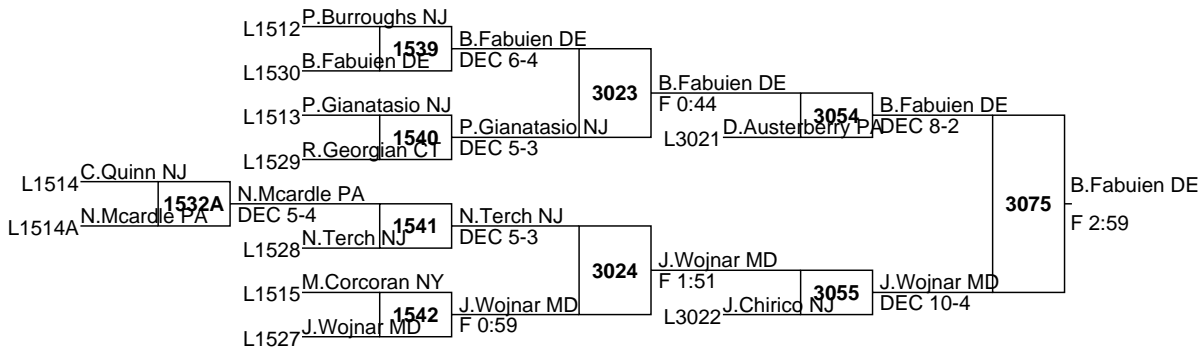 L1512 P.Burroughs NJ
1539 B.Fabuien DE
DEC 6-4
L1530 B.Fabuien DE
3023 B.Fabuien DE
F 0:44
L1513 P.Gianatasio NJ
1540 P.Gianatasio NJ
DEC 5-3
L1529 R.Georgian CT
3054 B.Fabuien DE
DEC 8-2
L3021 D.Austerberry PA
L1514 C.Quinn NJ
1532A N.Mcardle PA
DEC 5-4
L1514A N.Mcardle PA
1541 N.Terch NJ
DEC 5-3
L1528 N.Terch NJ
3075 B.Fabuien DE
F 2:59
3024 J.Wojnar MD
F 1:51
L1515 M.Corcoran NY
1542 J.Wojnar MD
F 0:59
L1527 J.Wojnar MD
3055 J.Wojnar MD
DEC 10-4
L3022 J.Chirico NJ